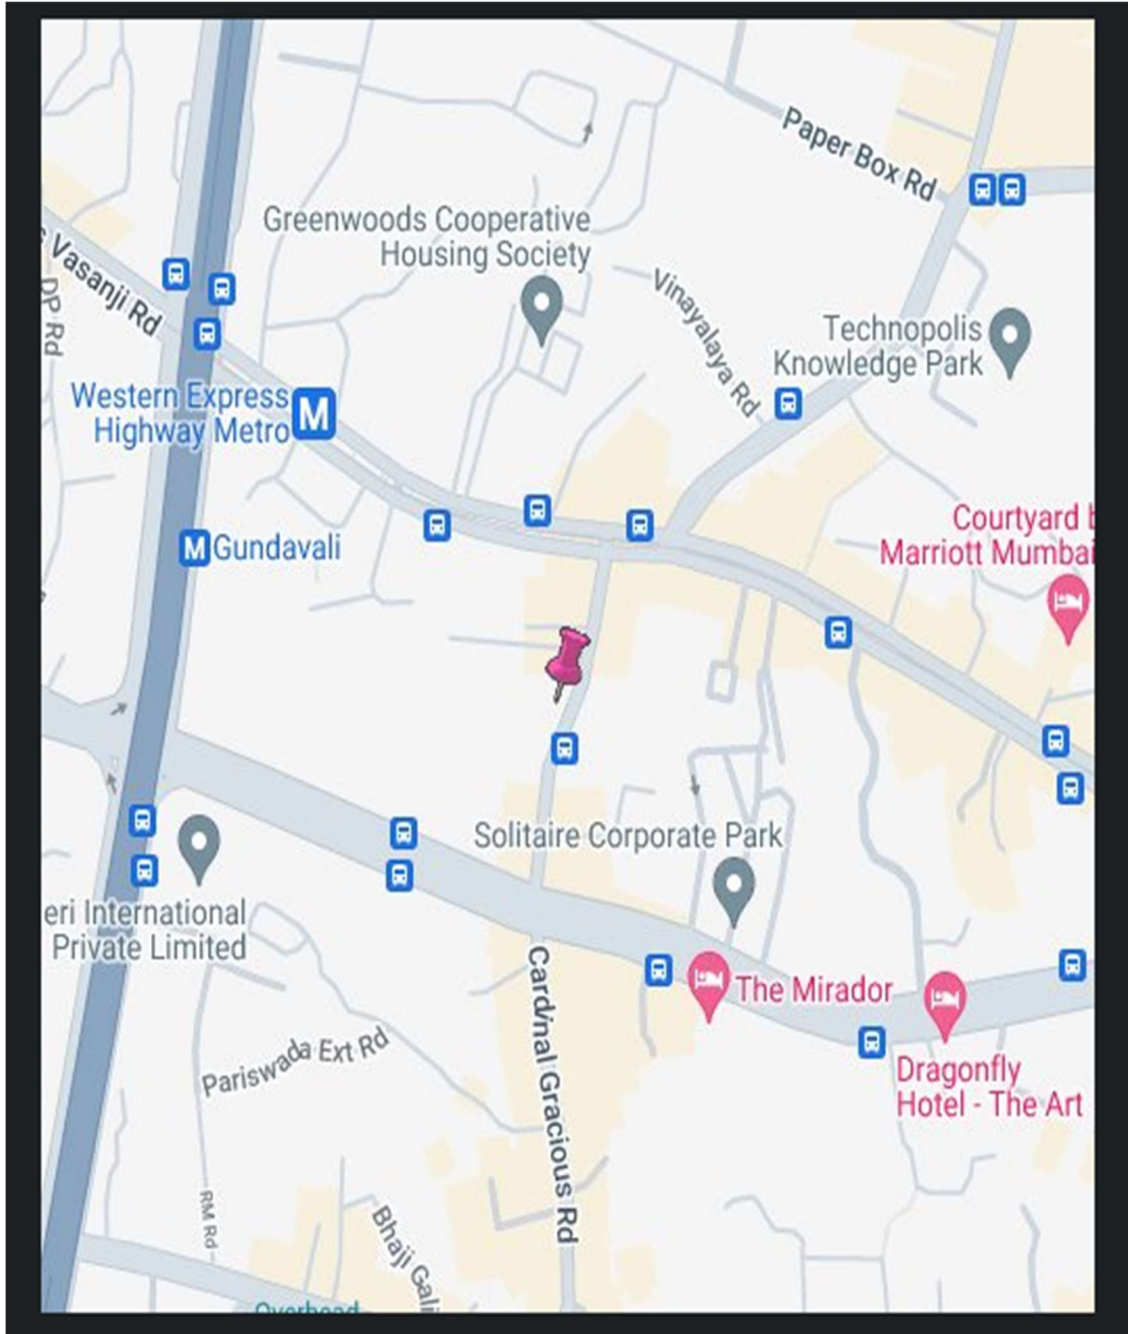 Paper Box Rd
Greenwoods Cooperative
Housing Society
s Vasanji Rd
DP Rd
Vinayalaya Rd
Technopolis
Knowledge Park
Western Express
Highway Metro
M
M Gundavali
Courtyard b
Marriott Mumbai
Solitaire Corporate Park
eri International
Private Limited
The Mirador
Cardinal Gracious Rd
Pariswada Ext Rd
Dragonfly
Hotel - The Art
RM Rd
Bhaji Gali
Overhead